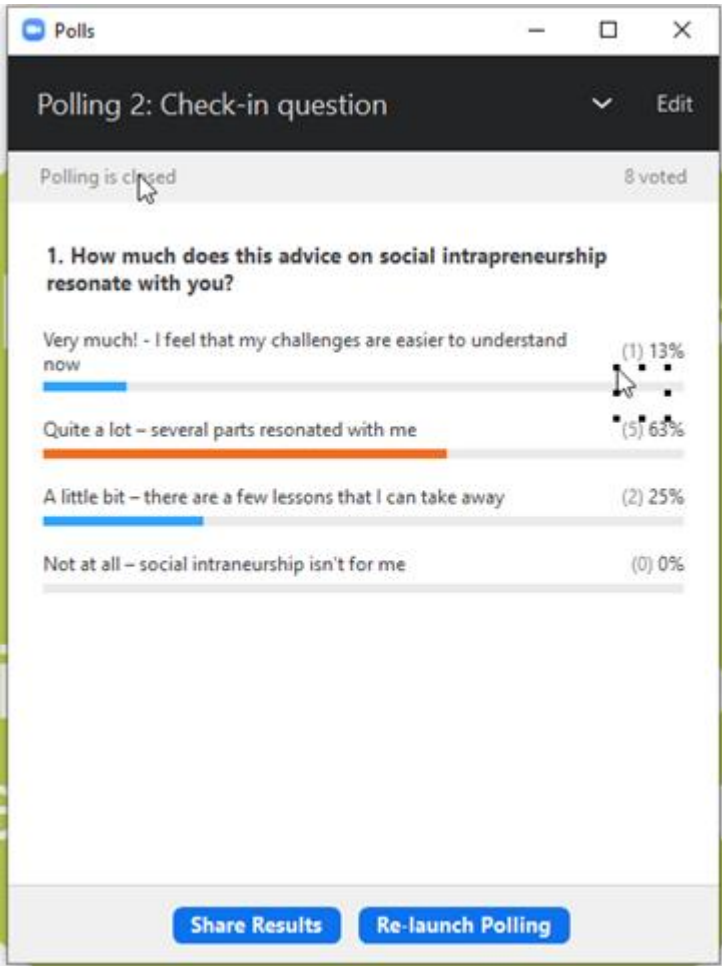 Polls
Polling 2: Check-in question
Edit
Polling is closed
8 voted
1. How much does this advice on social intrapreneurship
resonate with you?
Very much! - I feel that my challenges are easier to understand
now
(1) 13%
Quite a lot – several parts resonated with me
(5) 63%
A little bit – there are a few lessons that I can take away
(2) 25%
Not at all – social intraneurship isn't for me
(0) 0%
Share Results
Re-launch Polling